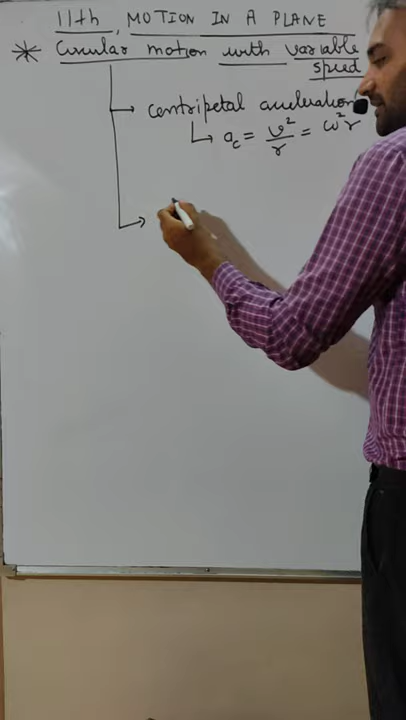 11th, MOTION IN A PLANE
* Circular motion with variable
speed
→ centripetal acceleration
↳ a_c = v²/r = ω²r